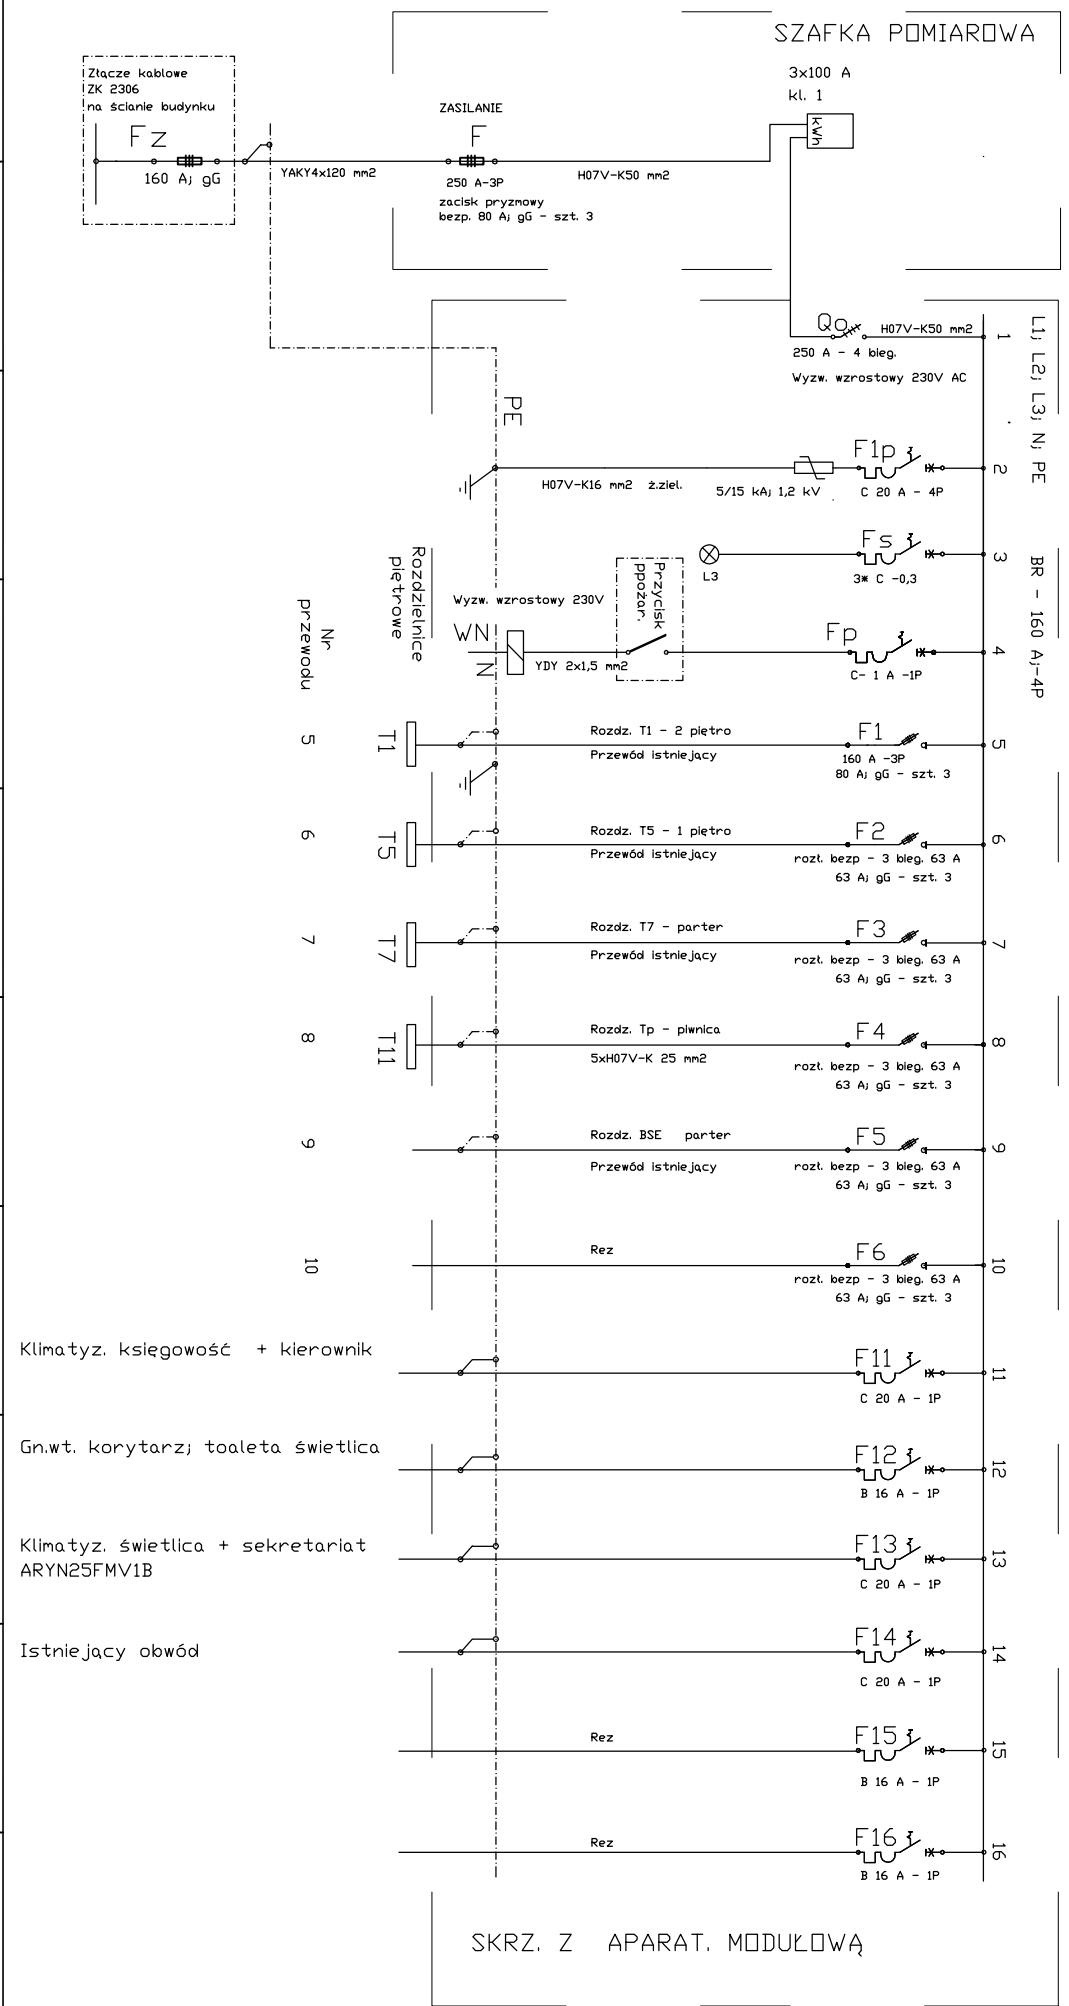 SZAFKA POMIAROWA
3x100 A
kl. 1
kWh
Złącze kablowe
ZK 2306
na ścianie budynku
Fz
160 A; gG
YAKY4x120 mm2
ZASILANIE
F
250 A-3P
zacisk pryzmowy
bezp. 80 A; gG - szt. 3
H07V-K50 mm2
L1; L2; L3; N; PE
BR - 160 A;-4P
Qo
H07V-K50 mm2
1
250 A - 4 bieg.
Wyzw. wzrostowy 230V AC
PE
F1p
2
H07V-K16 mm2 ż.ziel.
5/15 kA; 1,2 kV
C 20 A - 4P
Fs
3
L3
3* C -0,3
Rozdzielnice
piętrowe
Nr
przewodu
Wyzw. wzrostowy 230V
Przycisk
ppożar.
WN
N
YDY 2x1,5 mm2
Fp
4
C- 1 A -1P
5
T1
Rozdz. T1 - 2 piętro
Przewód istniejący
F1
5
160 A -3P
80 A; gG - szt. 3
6
T5
Rozdz. T5 - 1 piętro
Przewód istniejący
F2
6
rozł. bezp - 3 bieg. 63 A
63 A; gG - szt. 3
7
T7
Rozdz. T7 - parter
Przewód istniejący
F3
7
rozł. bezp - 3 bieg. 63 A
63 A; gG - szt. 3
8
T11
Rozdz. Tp - piwnica
5xH07V-K 25 mm2
F4
8
rozł. bezp - 3 bieg. 63 A
63 A; gG - szt. 3
9
Rozdz. BSE parter
Przewód istniejący
F5
9
rozł. bezp - 3 bieg. 63 A
63 A; gG - szt. 3
10
Rez
F6
10
rozł. bezp - 3 bieg. 63 A
63 A; gG - szt. 3
Klimatyz. księgowość + kierownik
F11
11
C 20 A - 1P
Gn.wt. korytarz; toaleta świetlica
F12
12
B 16 A - 1P
Klimatyz. świetlica + sekretariat
ARYN25FMV1B
F13
13
C 20 A - 1P
Istniejący obwód
F14
14
C 20 A - 1P
Rez
F15
15
B 16 A - 1P
Rez
F16
16
B 16 A - 1P
SKRZ. Z APARAT. MODUŁOWĄ